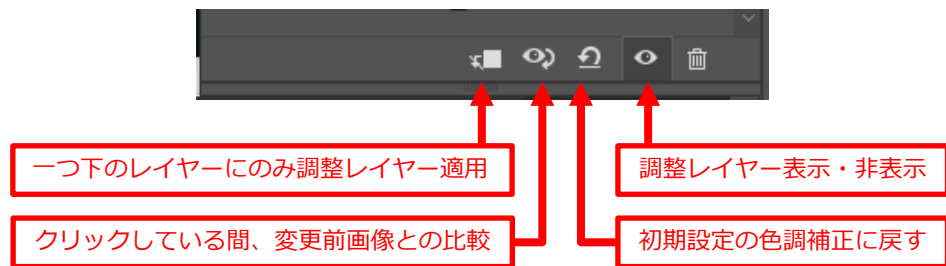 一つ下のレイヤーにのみ調整レイヤー適用
調整レイヤー表示・非表示
クリックしている間、変更前画像との比較
初期設定の色調補正に戻す